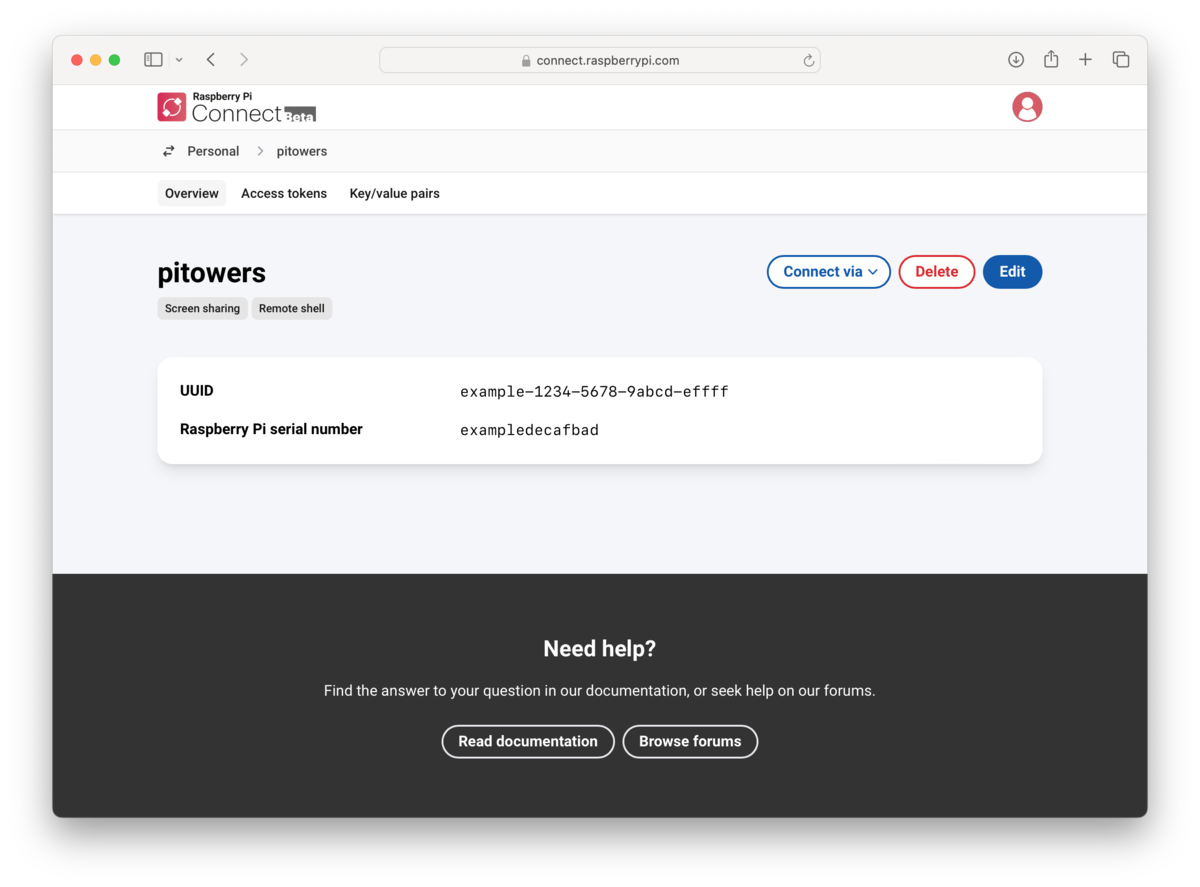 connect.raspberrypi.com
Raspberry Pi
Connect Beta
Personal pitowers
Overview Access tokens Key/value pairs
pitowers
Connect via Delete Edit
Screen sharing Remote shell
UUID example-1234-5678-9abcd-effff
Raspberry Pi serial number exampledecafbad
Need help?
Find the answer to your question in our documentation, or seek help on our forums.
Read documentation Browse forums